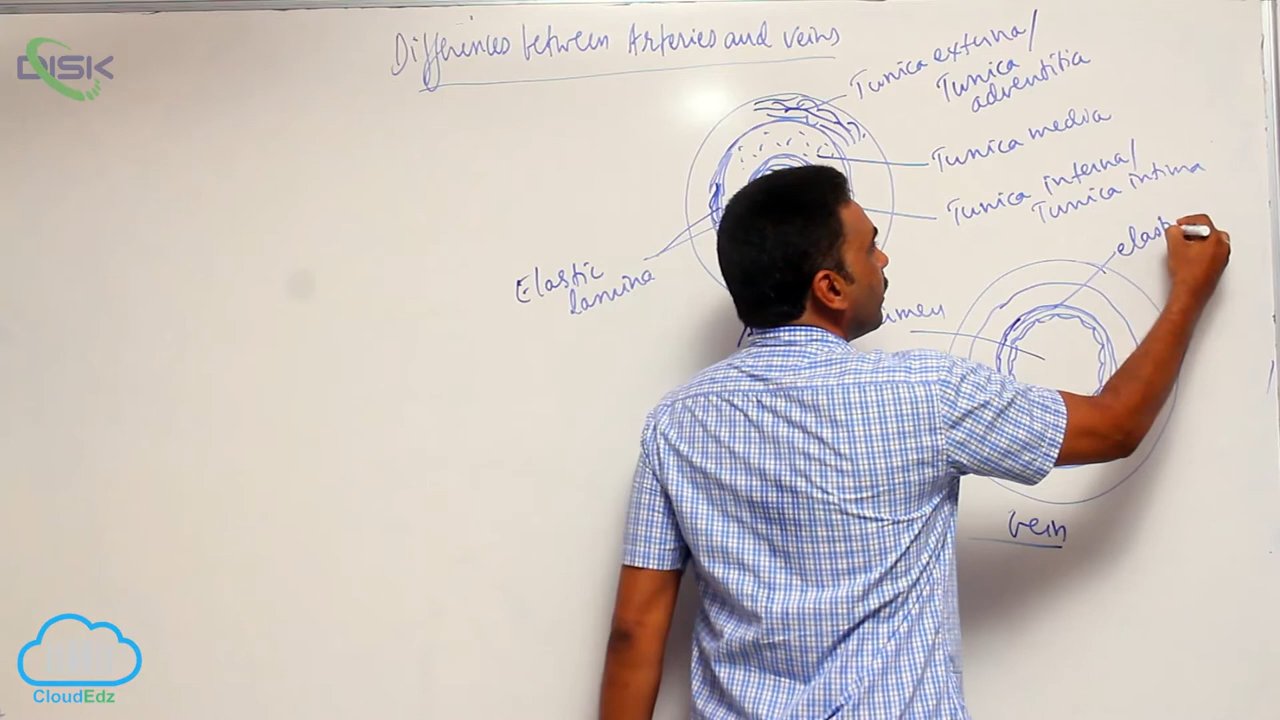 DISK
Differences between Arteries and veins
Tunica externa/
Tunica
adventitia
Tunica media
Tunica interna/
Tunica intima
elast
Elastic
lamina
vein
CloudEdz